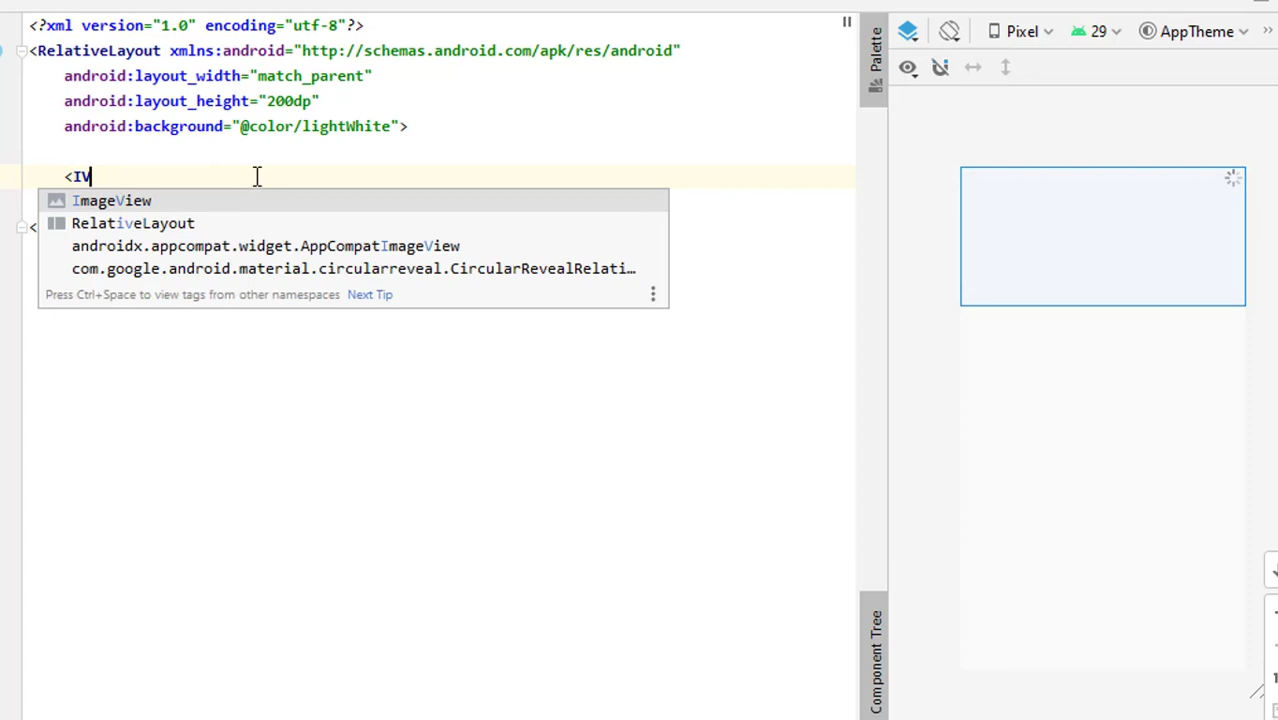 <?xml version="1.0" encoding="utf-8"?>
<RelativeLayout xmlns:android="http://schemas.android.com/apk/res/android"
android:layout_width="match_parent"
android:layout_height="200dp"
android:background="@color/lightWhite">
<IV
ImageView
RelativeLayout
androidx.appcompat.widget.AppCompatImageView
com.google.android.material.circularreveal.CircularRevealRelati…
Press Ctrl+Space to view tags from other namespaces Next Tip
<
Palette
Component Tree
Pixel 29 AppTheme